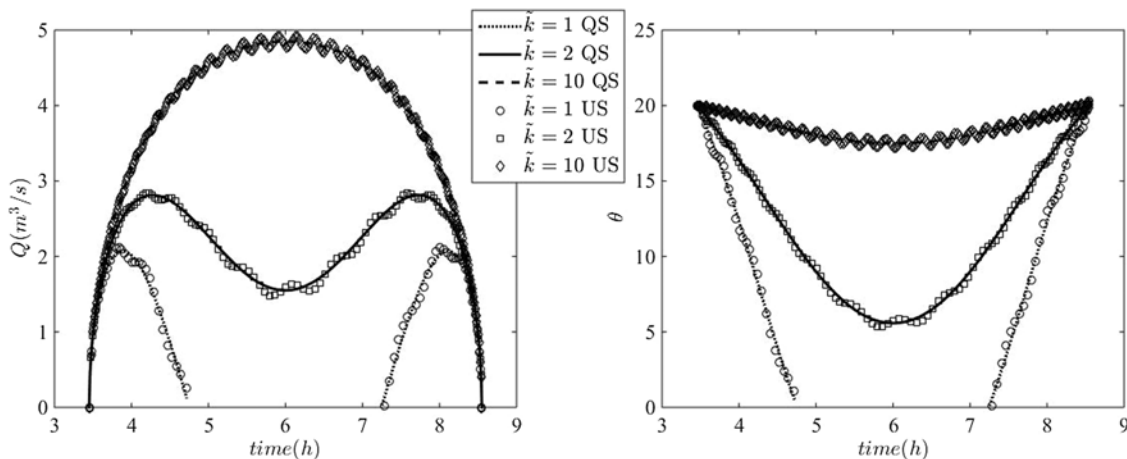 5
4
3
2
1
0
Q(m³/s)
3 4 5 6 7 8 9
time(h)
k̃ = 1 QS
k̃ = 2 QS
k̃ = 10 QS
k̃ = 1 US
k̃ = 2 US
k̃ = 10 US
25
20
15
10
5
0
θ
3 4 5 6 7 8 9
time(h)